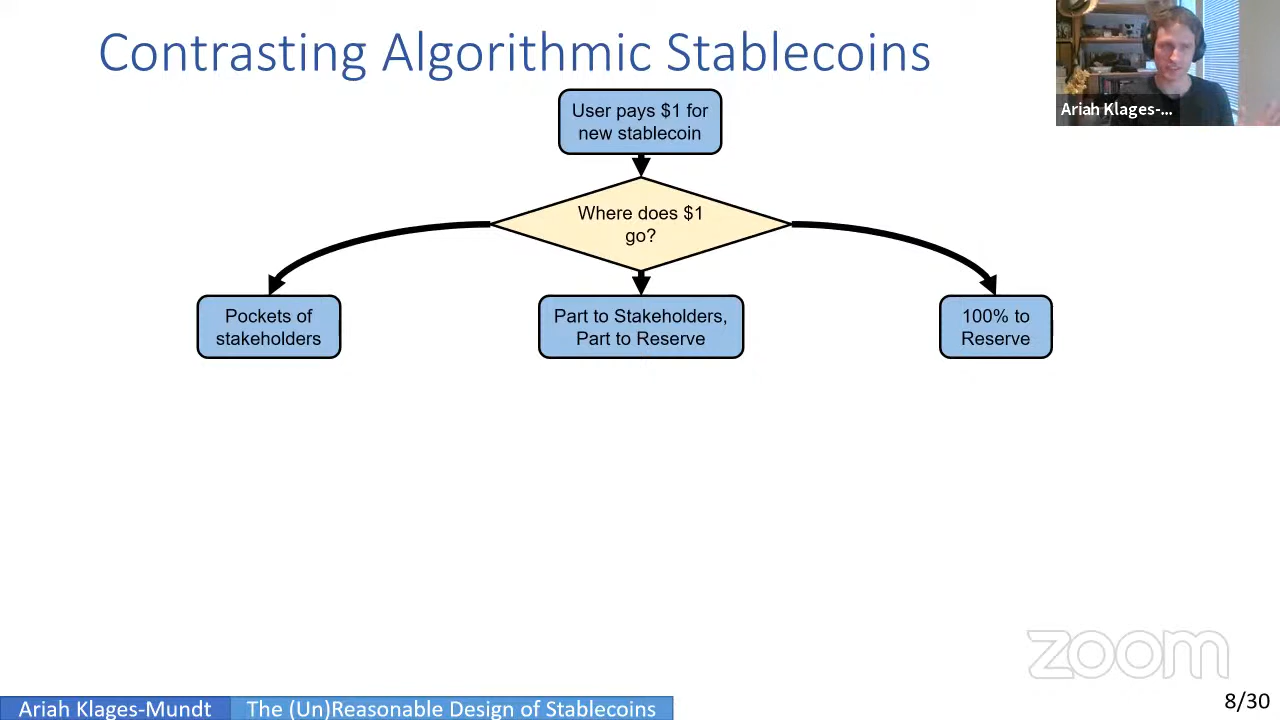 Contrasting Algorithmic Stablecoins
Ariah Klages-...
User pays $1 for
new stablecoin
Where does $1
go?
Pockets of
stakeholders
Part to Stakeholders,
Part to Reserve
100% to
Reserve
zoom
Ariah Klages-Mundt
The (Un)Reasonable Design of Stablecoins
8/30